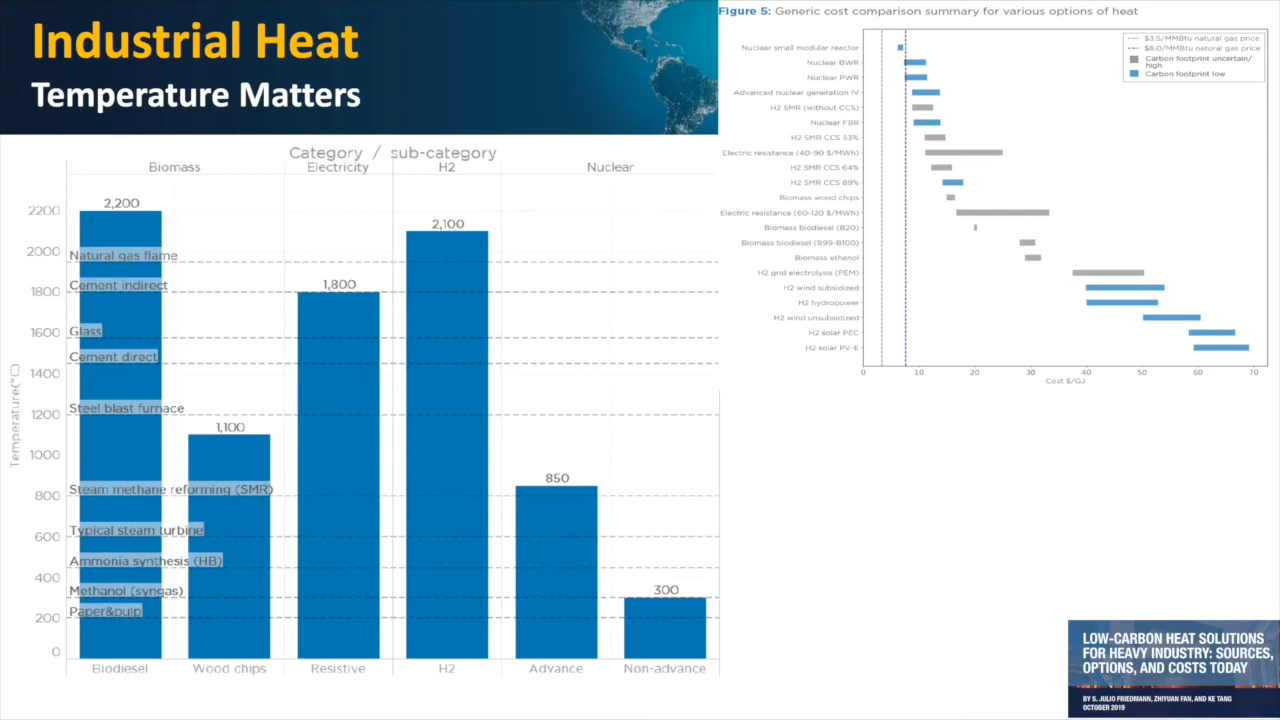 Industrial Heat
Temperature Matters
Category / sub-category
Biomass Electricity H2 Nuclear
2200
2000
1800
1600
1400
1200
1000
800
600
400
200
0
Temperature(°C)
2,200
1,100
1,800
2,100
850
300
Natural gas flame
Cement indirect
Glass
Cement direct
Steel blast furnace
Steam methane reforming (SMR)
Typical steam turbine
Ammonia synthesis (HB)
Methanol (syngas)
Paper&pulp
Biodiesel Wood chips Resistive H2 Advance Non-advance
Figure 5: Generic cost comparison summary for various options of heat
$3.5/MMBtu natural gas price
$8.0/MMBtu natural gas price
Carbon footprint uncertain/
high
Carbon footprint low
Nuclear small modular reactor
Nuclear BWR
Nuclear PWR
Advanced nuclear generation IV
H2 SMR (without CCS)
Nuclear FBR
H2 SMR CCS 53%
Electric resistance (40-90 $/MWh)
H2 SMR CCS 64%
H2 SMR CCS 89%
Biomass wood chips
Electric resistance (60-120 $/MWh)
Biomass biodiesel (B20)
Biomass biodiesel (B99-B100)
Biomass ethanol
H2 grid electrolysis (PEM)
H2 wind subsidized
H2 hydropower
H2 wind unsubsidized
H2 solar PEC
H2 solar PV-E
0 10 20 30 40 50 60 70
Cost $/GJ
LOW-CARBON HEAT SOLUTIONS
FOR HEAVY INDUSTRY: SOURCES,
OPTIONS, AND COSTS TODAY
BY S. JULIO FRIEDMANN, ZHIYUAN FAN, AND KE TANG
OCTOBER 2019